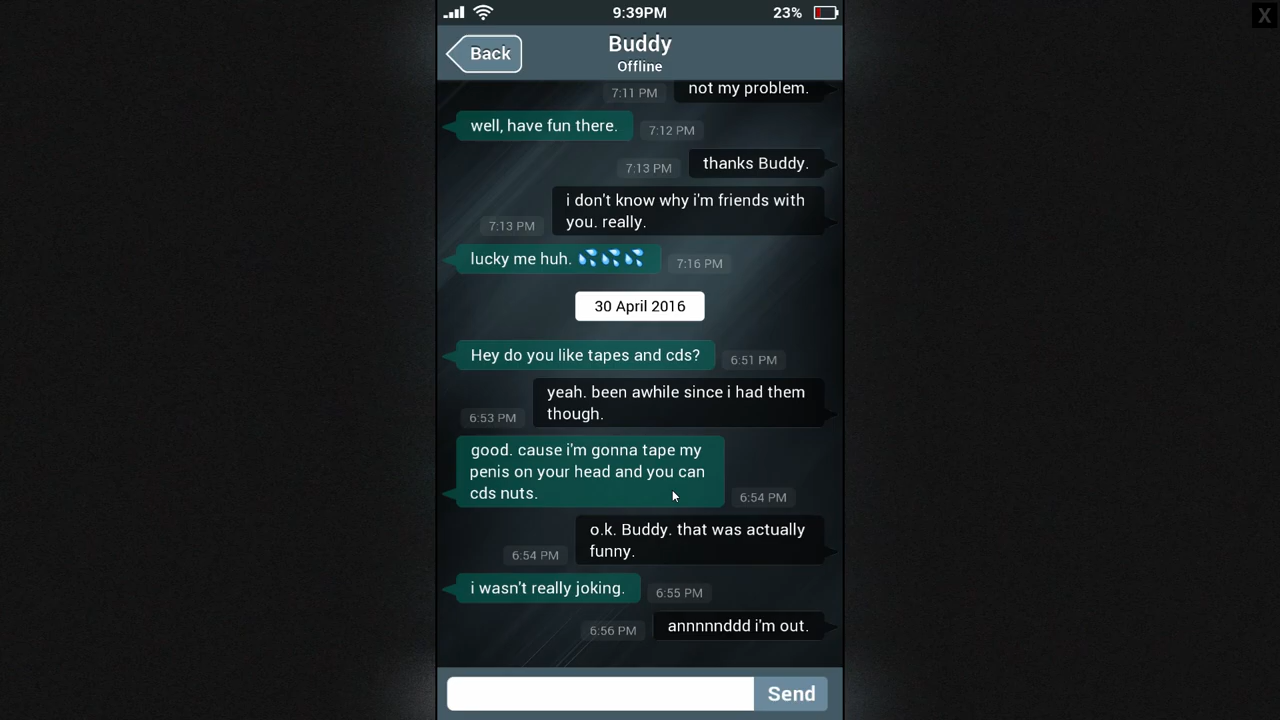 9:39PM
23%
X
Back
Buddy
Offline
not my problem.
7:11 PM
well, have fun there.
7:12 PM
thanks Buddy.
7:13 PM
i don't know why i'm friends with
you. really.
7:13 PM
lucky me huh. 💦💦💦
7:16 PM
30 April 2016
Hey do you like tapes and cds?
6:51 PM
yeah. been awhile since i had them
though.
6:53 PM
good. cause i'm gonna tape my
penis on your head and you can
cds nuts.
6:54 PM
o.k. Buddy. that was actually
funny.
6:54 PM
i wasn't really joking.
6:55 PM
annnnnddd i'm out.
6:56 PM
Send